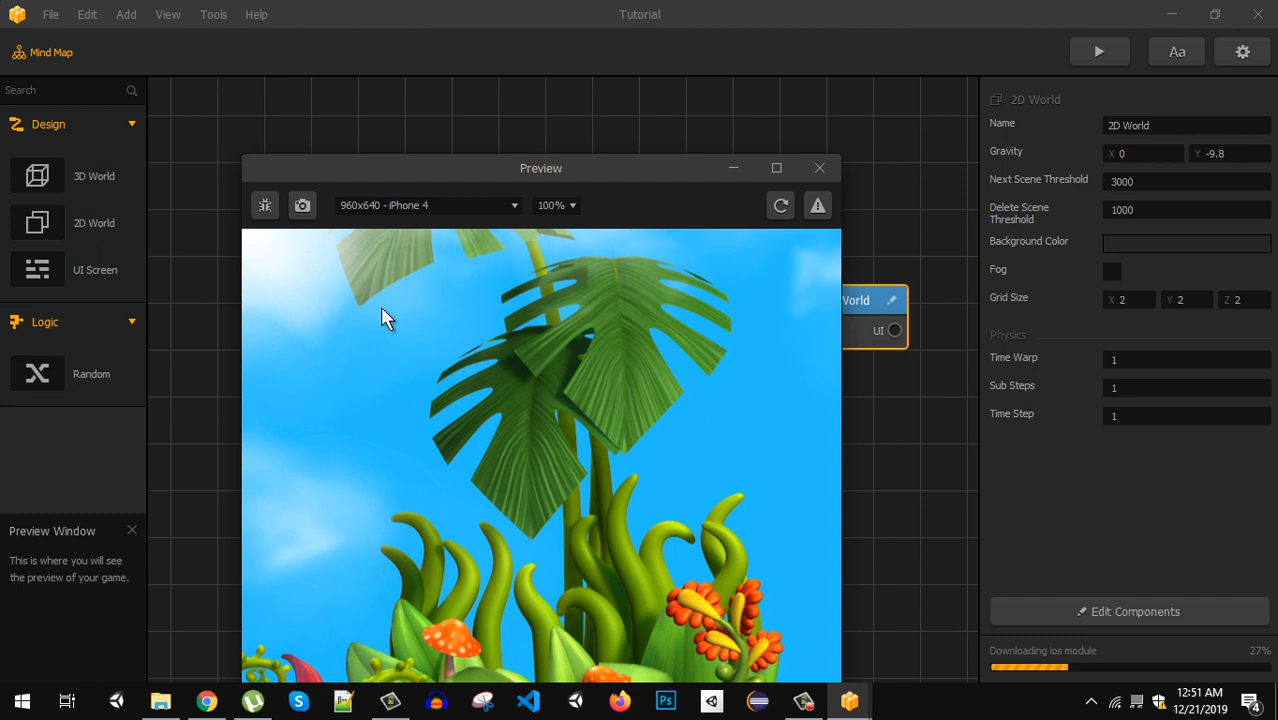 File Edit Add View Tools Help Tutorial
Mind Map
Aa
Search
Design
3D World
2D World
UI Screen
Logic
Random
Preview Window
This is where you will see
the preview of your game.
Preview
960x640 - iPhone 4 100%
World
UI
2D World
Name 2D World
Gravity X 0 Y -9.8
Next Scene Threshold 3000
Delete Scene
Threshold 1000
Background Color
Fog
Grid Size X 2 Y 2 Z 2
Physics
Time Warp 1
Sub Steps 1
Time Step 1
Edit Components
Downloading ios module 27%
Ps
12:51 AM
12/21/2019
4